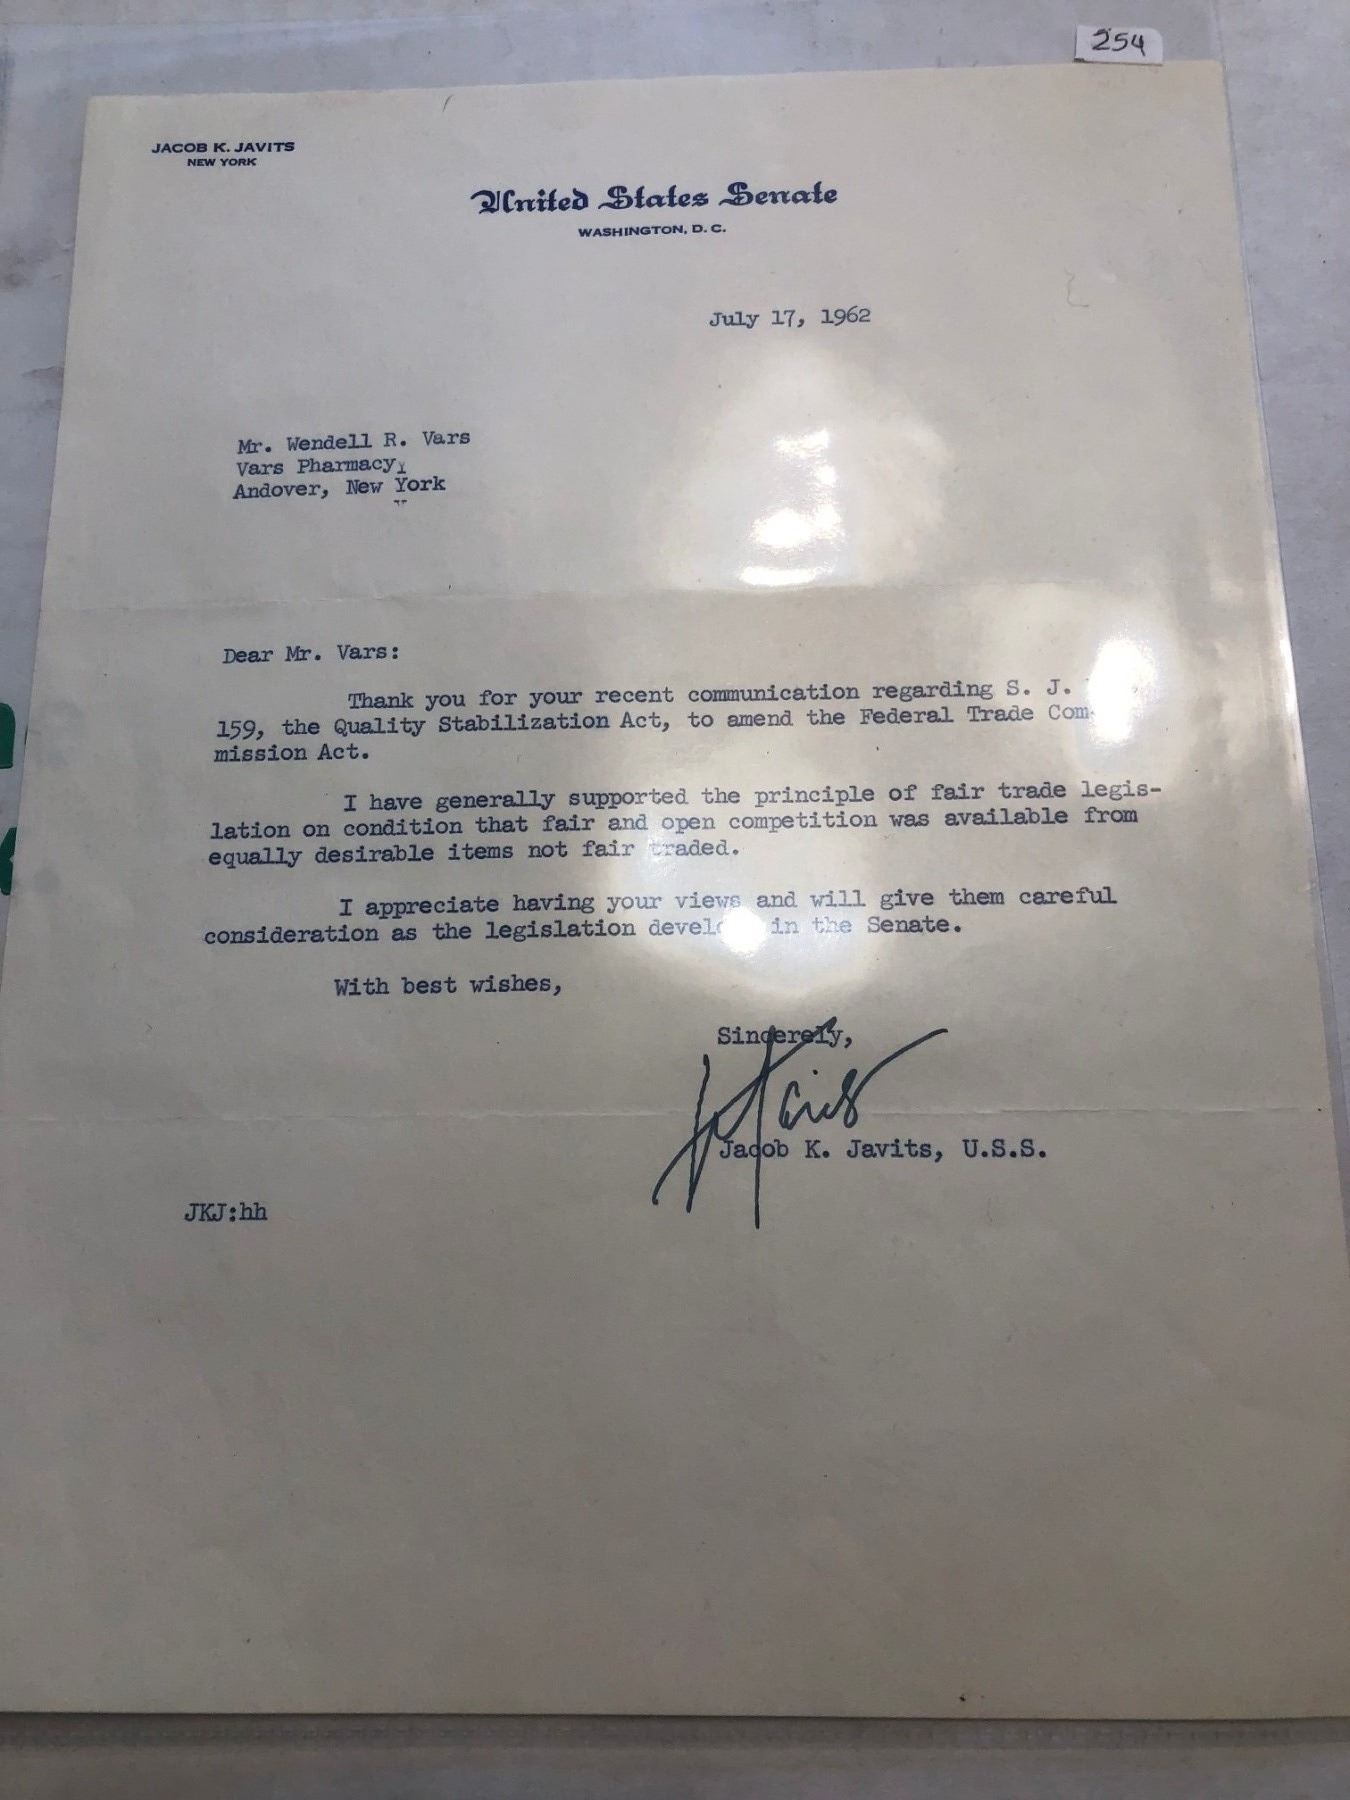 254
JACOB K. JAVITS
NEW YORK
United States Senate
WASHINGTON, D. C.
July 17, 1962
Mr. Wendell R. Vars
Vars Pharmacy
Andover, New York
Dear Mr. Vars:
Thank you for your recent communication regarding S. J.
159, the Quality Stabilization Act, to amend the Federal Trade Com-
mission Act.
I have generally supported the principle of fair trade legis-
lation on condition that fair and open competition was available from
equally desirable items not fair traded.
I appreciate having your views and will give them careful
consideration as the legislation in the Senate.
With best wishes,
Sincerely,
Javits
Jacob K. Javits, U.S.S.
JKJ:hh